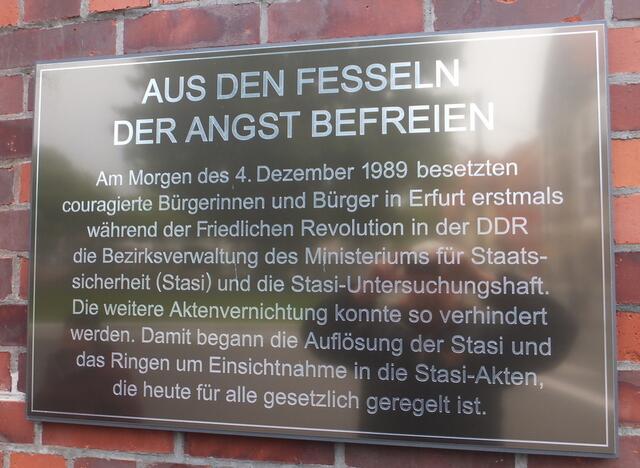 AUS DEN FESSELN
DER ANGST BEFREIEN
Am Morgen des 4. Dezember 1989 besetzten
couragierte Bürgerinnen und Bürger in Erfurt erstmals
während der Friedlichen Revolution in der DDR
die Bezirksverwaltung des Ministeriums für Staats-
sicherheit (Stasi) und die Stasi-Untersuchungshaft.
Die weitere Aktenvernichtung konnte so verhindert
werden. Damit begann die Auflösung der Stasi und
das Ringen um Einsichtnahme in die Stasi-Akten,
die heute für alle gesetzlich geregelt ist.